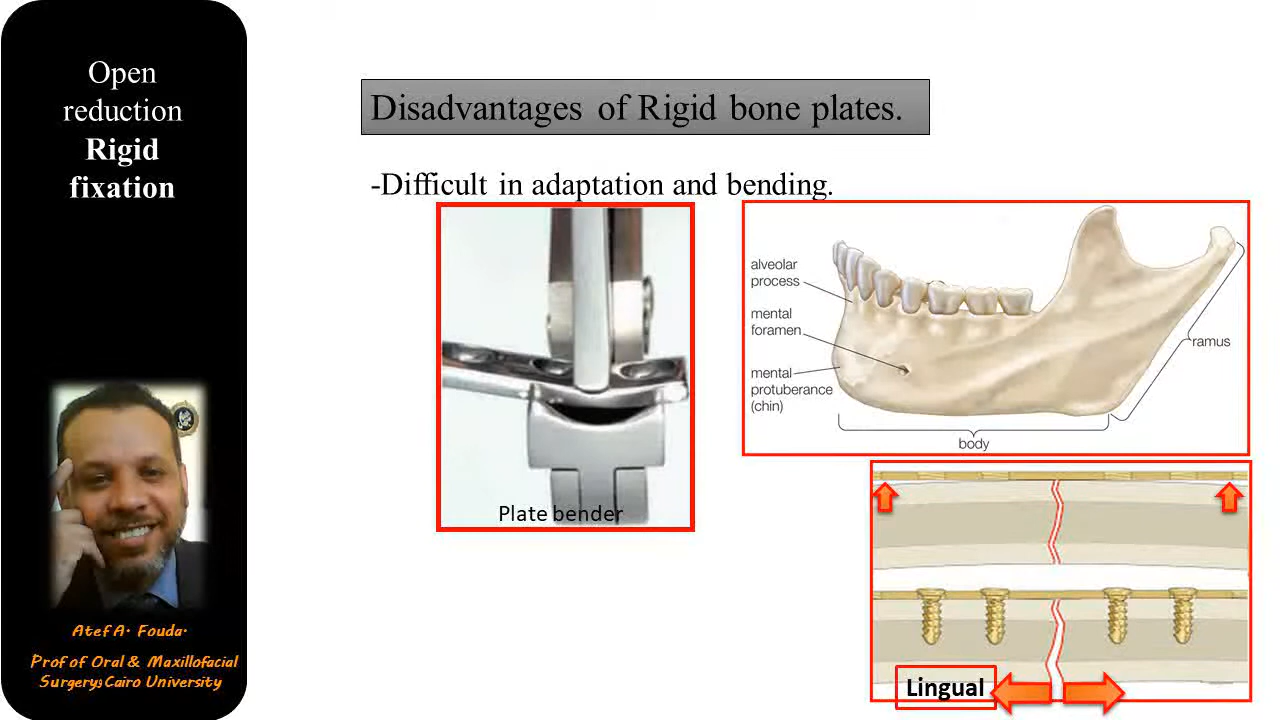 Open
reduction
Rigid
fixation
Disadvantages of Rigid bone plates.
-Difficult in adaptation and bending.
Plate bender
alveolar
process
mental
foramen
mental
protuberance
(chin)
ramus
body
Lingual
Atef A. Fouda.
Prof of Oral & Maxillofacial
Surgery,Cairo University